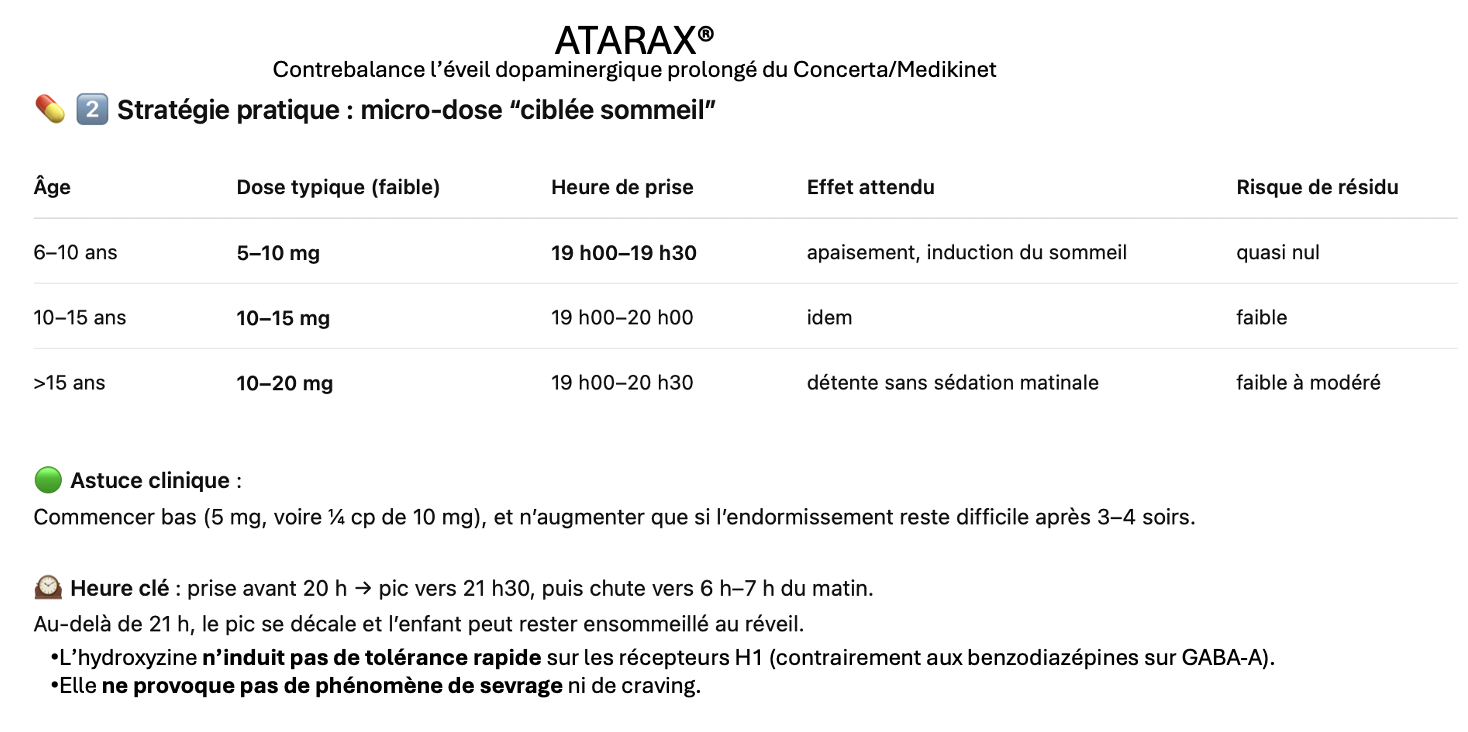 ATARAX®
Contrebalance l’éveil dopaminergique prolongé du Concerta/Medikinet
💊 2️⃣ Stratégie pratique : micro-dose “ciblée sommeil”
Âge Dose typique (faible) Heure de prise Effet attendu Risque de résidu
6–10 ans 5–10 mg 19 h00–19 h30 apaisement, induction du sommeil quasi nul
10–15 ans 10–15 mg 19 h00–20 h00 idem faible
>15 ans 10–20 mg 19 h00–20 h30 détente sans sédation matinale faible à modéré
🟢 Astuce clinique :
Commencer bas (5 mg, voire ¼ cp de 10 mg), et n’augmenter que si l’endormissement reste difficile après 3–4 soirs.
🕰️ Heure clé : prise avant 20 h → pic vers 21 h30, puis chute vers 6 h–7 h du matin.
Au-delà de 21 h, le pic se décale et l’enfant peut rester ensommeillé au réveil.
•L’hydroxyzine n’induit pas de tolérance rapide sur les récepteurs H1 (contrairement aux benzodiazépines sur GABA-A).
•Elle ne provoque pas de phénomène de sevrage ni de craving.